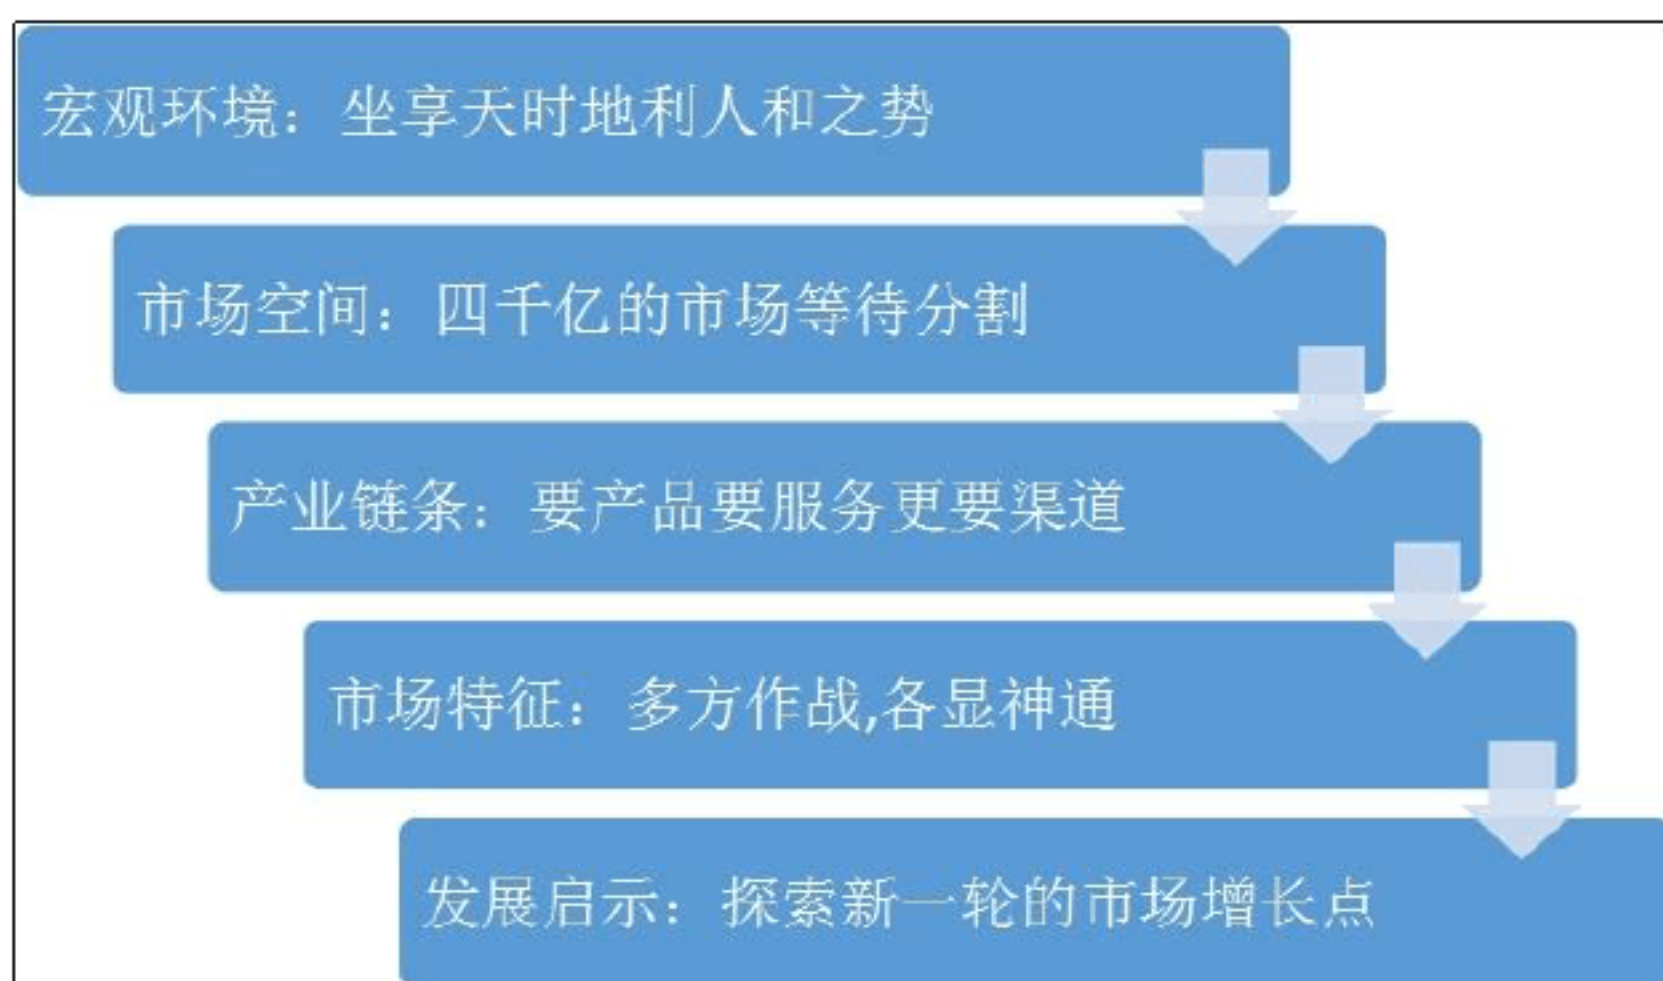 宏观环境：坐享天时地利人和之势
市场空间：四千亿的市场等待分割
产业链条：要产品要服务更要渠道
市场特征：多方作战,各显神通
发展启示：探索新一轮的市场增长点